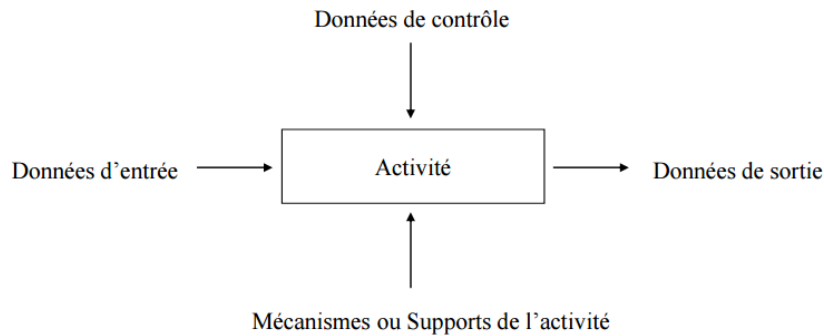 Données de contrôle
Données d’entrée
Activité
Données de sortie
Mécanismes ou Supports de l’activité